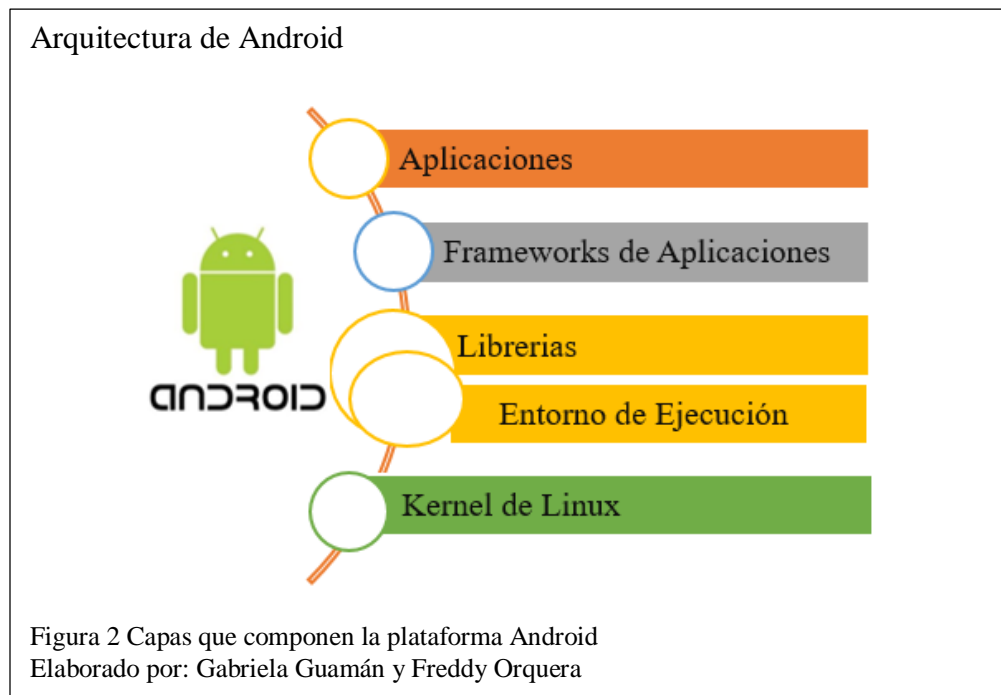 Arquitectura de Android
Aplicaciones
Frameworks de Aplicaciones
Librerias
Entorno de Ejecución
Kernel de Linux
ANDROID
Figura 2 Capas que componen la plataforma Android
Elaborado por: Gabriela Guamán y Freddy Orquera